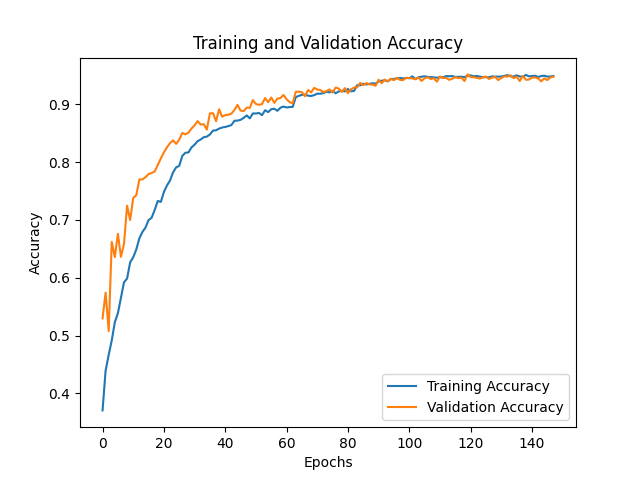 Training and Validation Accuracy
Accuracy
0.9
0.8
0.7
0.6
0.5
0.4
Training Accuracy
Validation Accuracy
0 20 40 60 80 100 120 140
Epochs